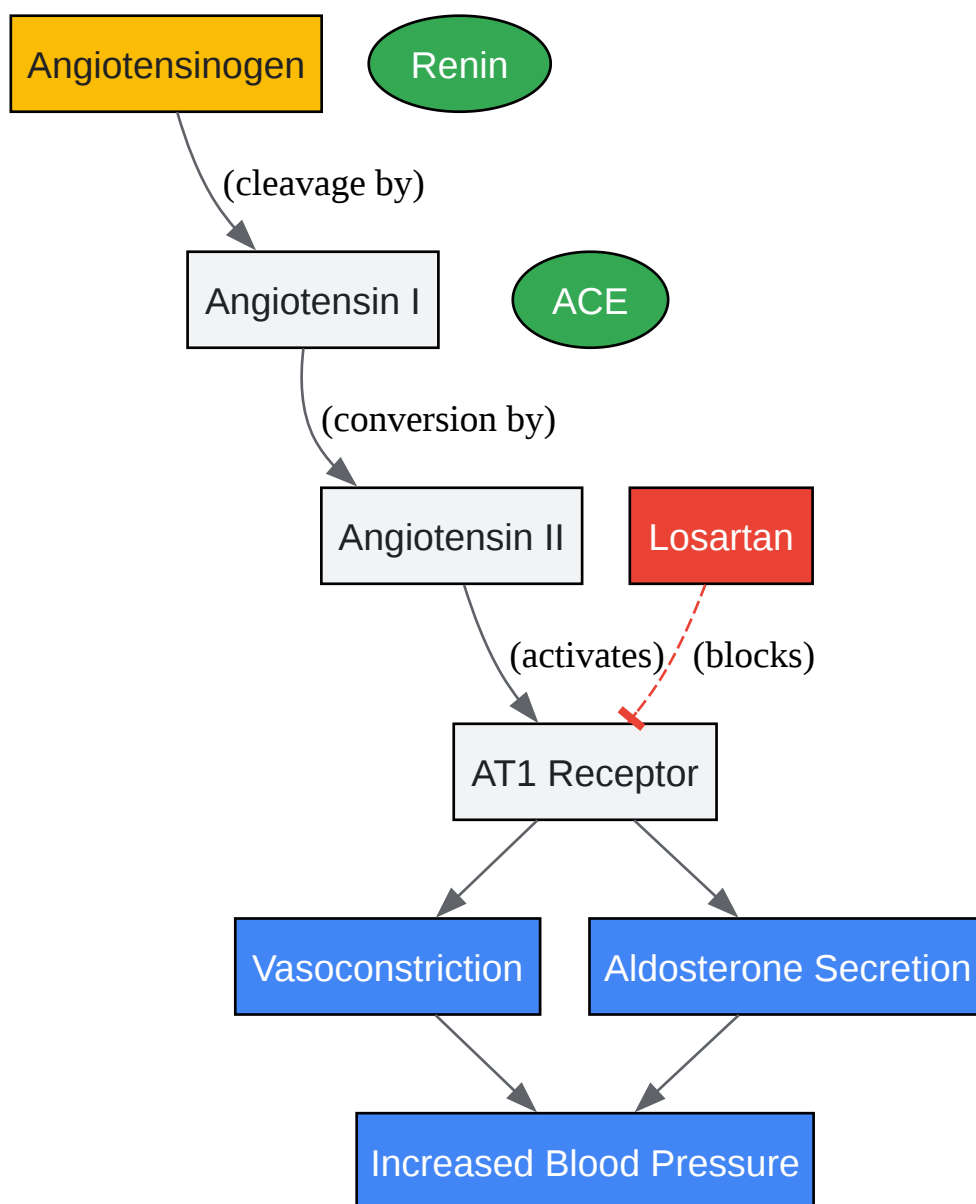 Angiotensinogen
Renin
(cleavage by)
Angiotensin I
ACE
(conversion by)
Angiotensin II
Losartan
(activates)
(blocks)
AT1 Receptor
Vasoconstriction
Aldosterone Secretion
Increased Blood Pressure